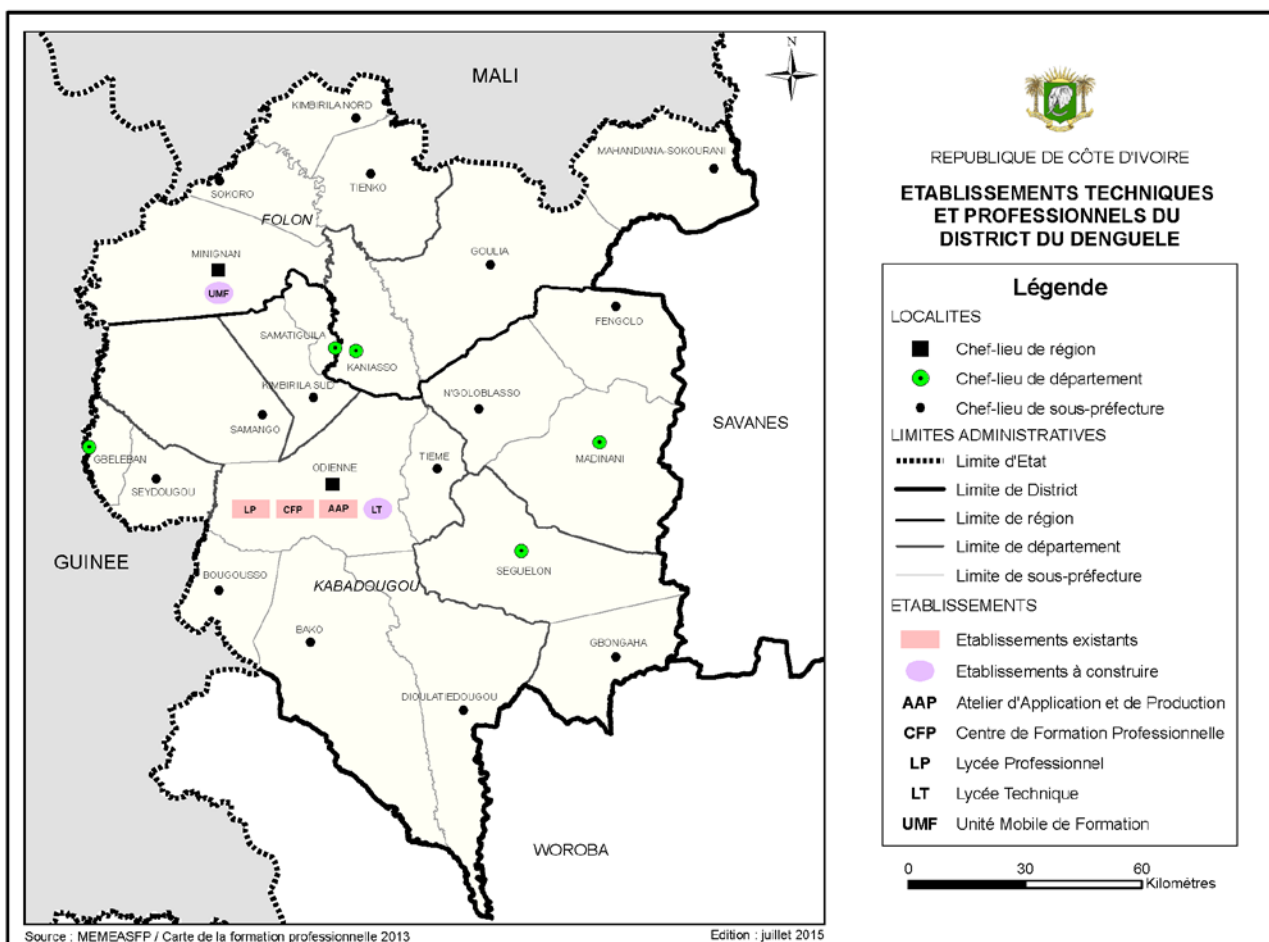 MALI
N
KIMBIRILA NORD
MAHANDIANA-SOKOURANI
TIENKO
SOKORO
FOLON
GOULIA
MINIGNAN
UMF
FENGOLO
SAMATIGUILA
KANIASSO
KIMBIRILA SUD
N'GOLOBLASSO
SAMANGO
SAVANES
GBELEBAN
MADINANI
ODIENNE
TIEME
SEYDOUGOU
LP
CFP
AAP
LT
GUINEE
SEGUELON
BOUGOUSSO
KABADOUGOU
BAKO
GBONGAHA
DIOULATIEDOUGOU
WOROBA
Source : MEMEASFP / Carte de la formation professionnelle 2013
Edition : juillet 2015
REPUBLIQUE DE CÔTE D'IVOIRE
ETABLISSEMENTS TECHNIQUES
ET PROFESSIONNELS DU
DISTRICT DU DENGUELE
Légende
LOCALITES
Chef-lieu de région
Chef-lieu de département
Chef-lieu de sous-préfecture
LIMITES ADMINISTRATIVES
Limite d'Etat
Limite de District
Limite de région
Limite de département
Limite de sous-préfecture
ETABLISSEMENTS
Etablissements existants
Etablissements à construire
AAP Atelier d'Application et de Production
CFP Centre de Formation Professionnelle
LP Lycée Professionnel
LT Lycée Technique
UMF Unité Mobile de Formation
0 30 60
Kilométres